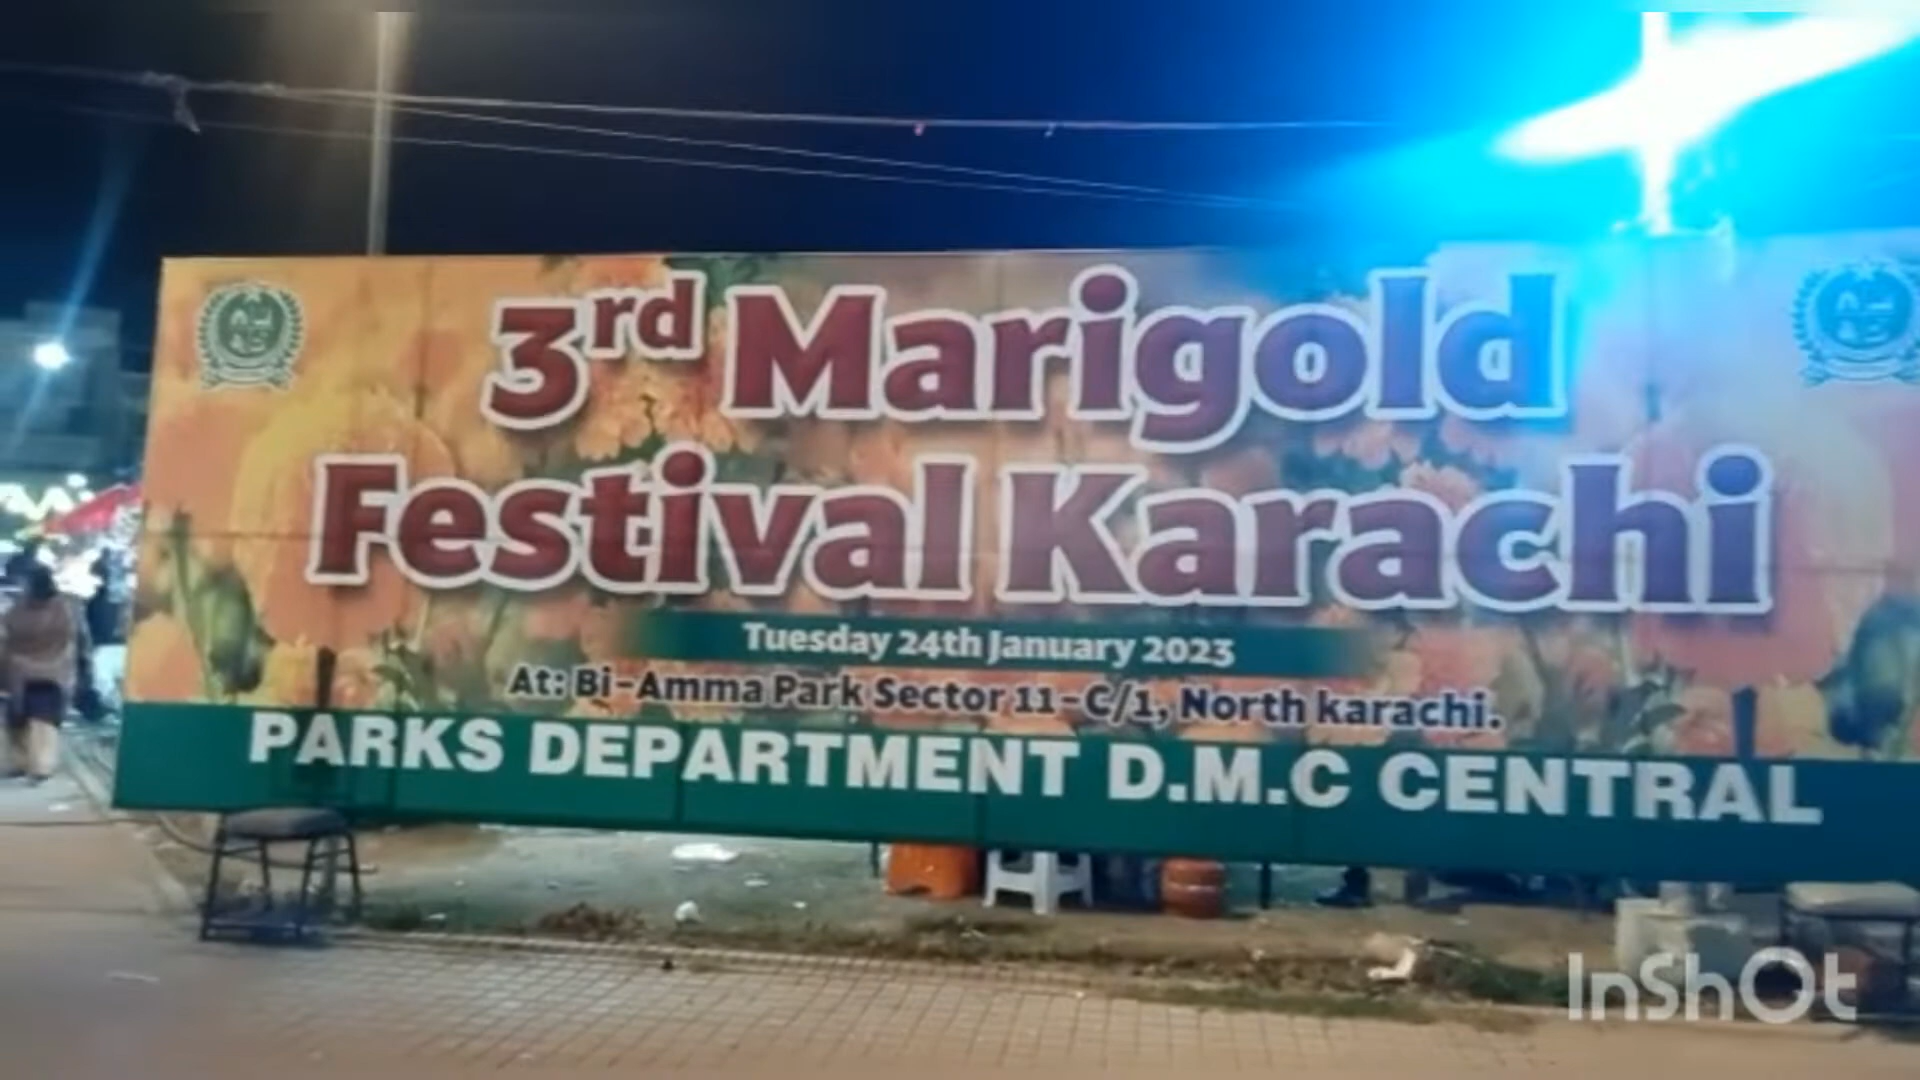 3rd Marigold
Festival Karachi
Tuesday 24th January 2023
At: Bi-Amma Park Sector 11-C/1, North karachi.
PARKS DEPARTMENT D.M.C CENTRAL
InShOt